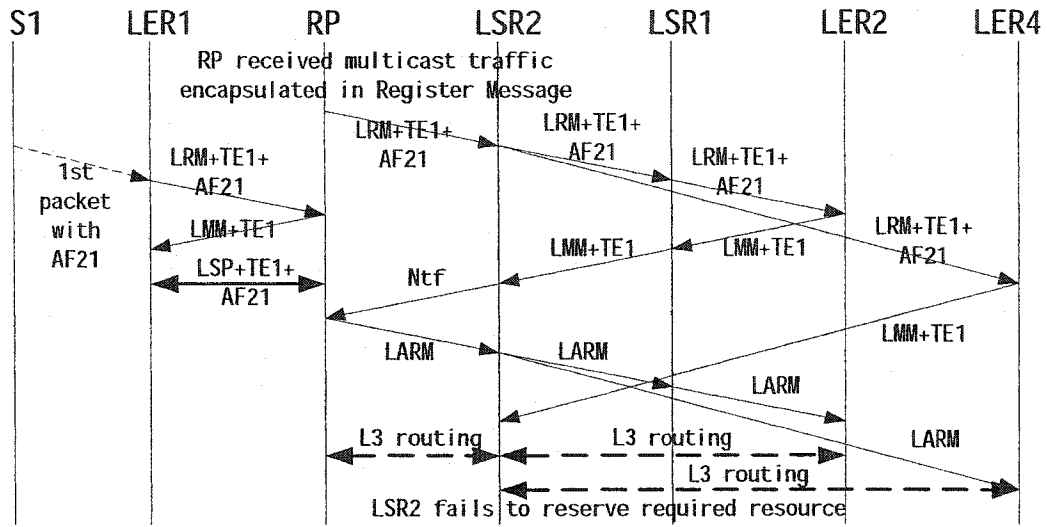 S1 LER1 RP LSR2 LSR1 LER2 LER4
RP received multicast traffic
encapsulated in Register Message
LRM+TE1+
AF21
LRM+TE1+
AF21
LRM+TE1+
AF21
LRM+TE1+
AF21
1st
packet
with
AF21
LMM+TE1
LMM+TE1
LMM+TE1
LRM+TE1+
AF21
LSP+TE1+
AF21
Ntf
LMM+TE1
LARM
LARM
LARM
LARM
L3 routing
L3 routing
L3 routing
LSR2 fails to reserve required resource